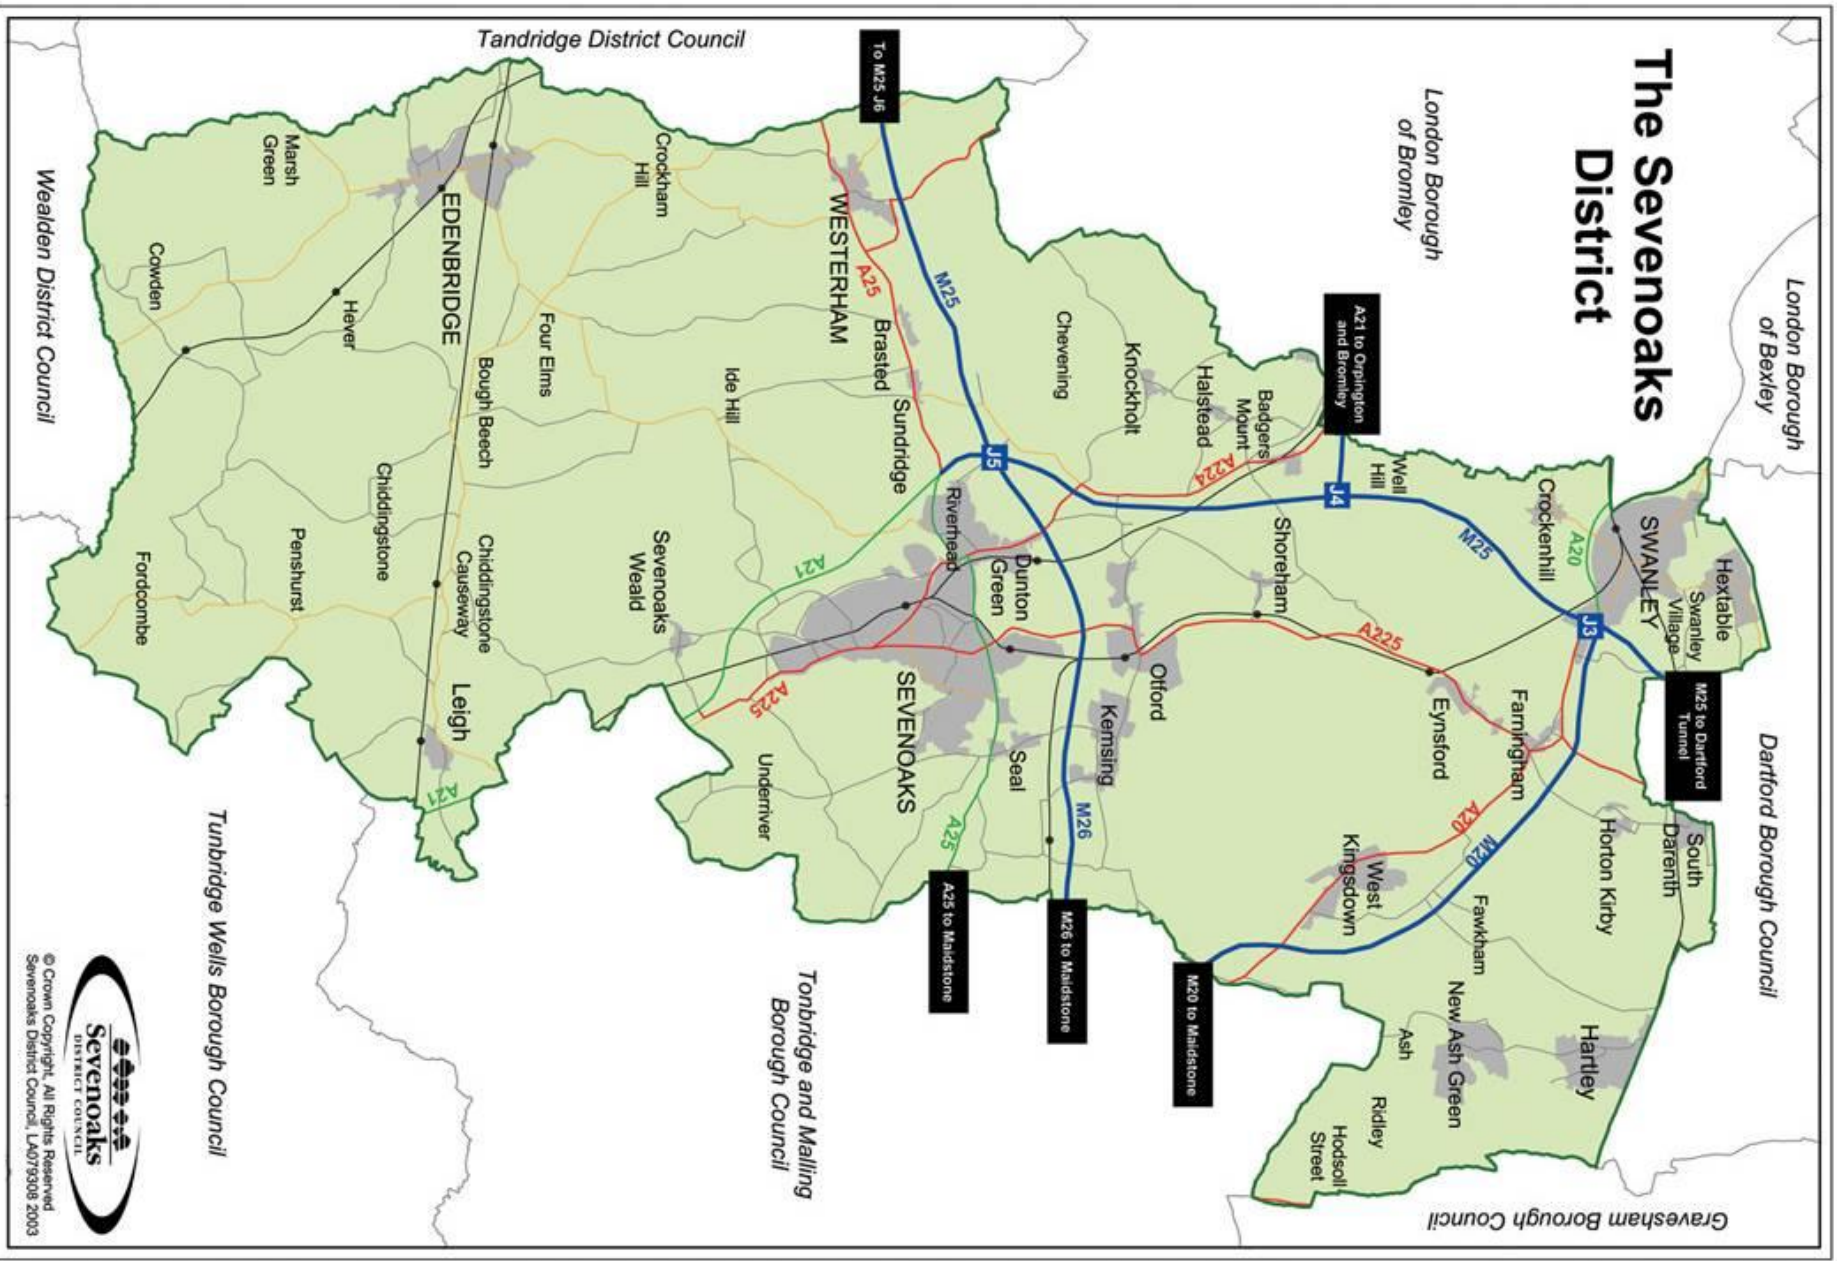 The Sevenoaks
District
London Borough
of Bexley
London Borough
of Bromley
Dartford Borough Council
Gravesham Borough Council
Tandridge District Council
Wealden District Council
Tunbridge Wells Borough Council
Tonbridge and Malling
Borough Council
Hextable
Swanley
Village
SWANLEY
M25 to Dartford
Tunnel
South
Darenth
A20
J3
Crockenhill
Horton Kirby
Hartley
Farningham
M25
A20
M20
Fawkham
New Ash Green
Eynsford
Well
Hill
J4
A21 to Orpington
and Bromley
A225
West
Kingsdown
Ash
Ridley
Hodsoll
Street
Shoreham
Badgers
Mount
A224
Halstead
Knockholt
M20 to Maidstone
Otford
Kemsing
Chevening
M26
M26 to Maidstone
Dunton
Green
Seal
J5
Riverhead
M25
To M25 J6
A25
A25 to Maidstone
SEVENOAKS
Sundridge
Brasted
A25
WESTERHAM
A21
A225
Underriver
Ide Hill
Sevenoaks
Weald
Crockham
Hill
Four Elms
Bough Beech
Chiddingstone
Causeway
Leigh
A21
EDENBRIDGE
Chiddingstone
Hever
Penshurst
Marsh
Green
Cowden
Fordcombe
Sevenoaks
DISTRICT COUNCIL
© Crown Copyright, All Rights Reserved
Sevenoaks District Council, LA079308 2003